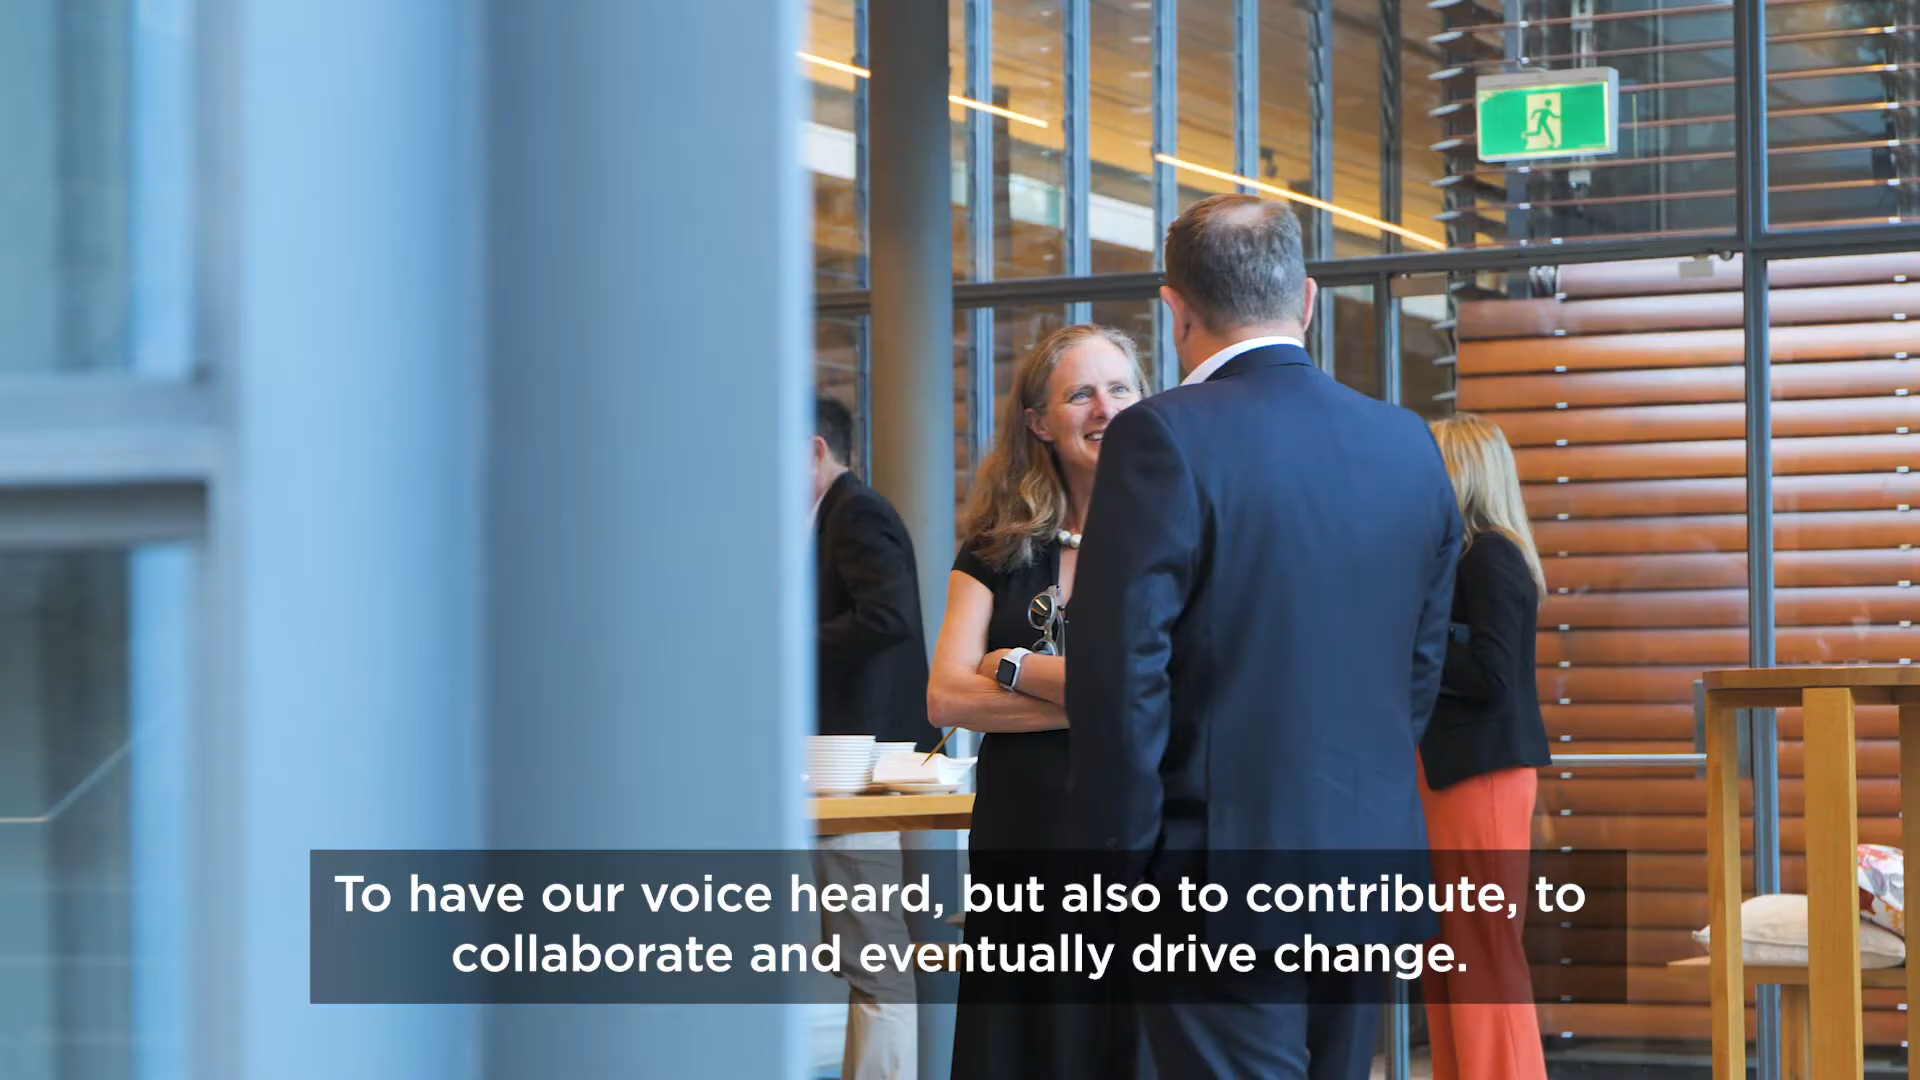 To have our voice heard, but also to contribute, to
collaborate and eventually drive change.